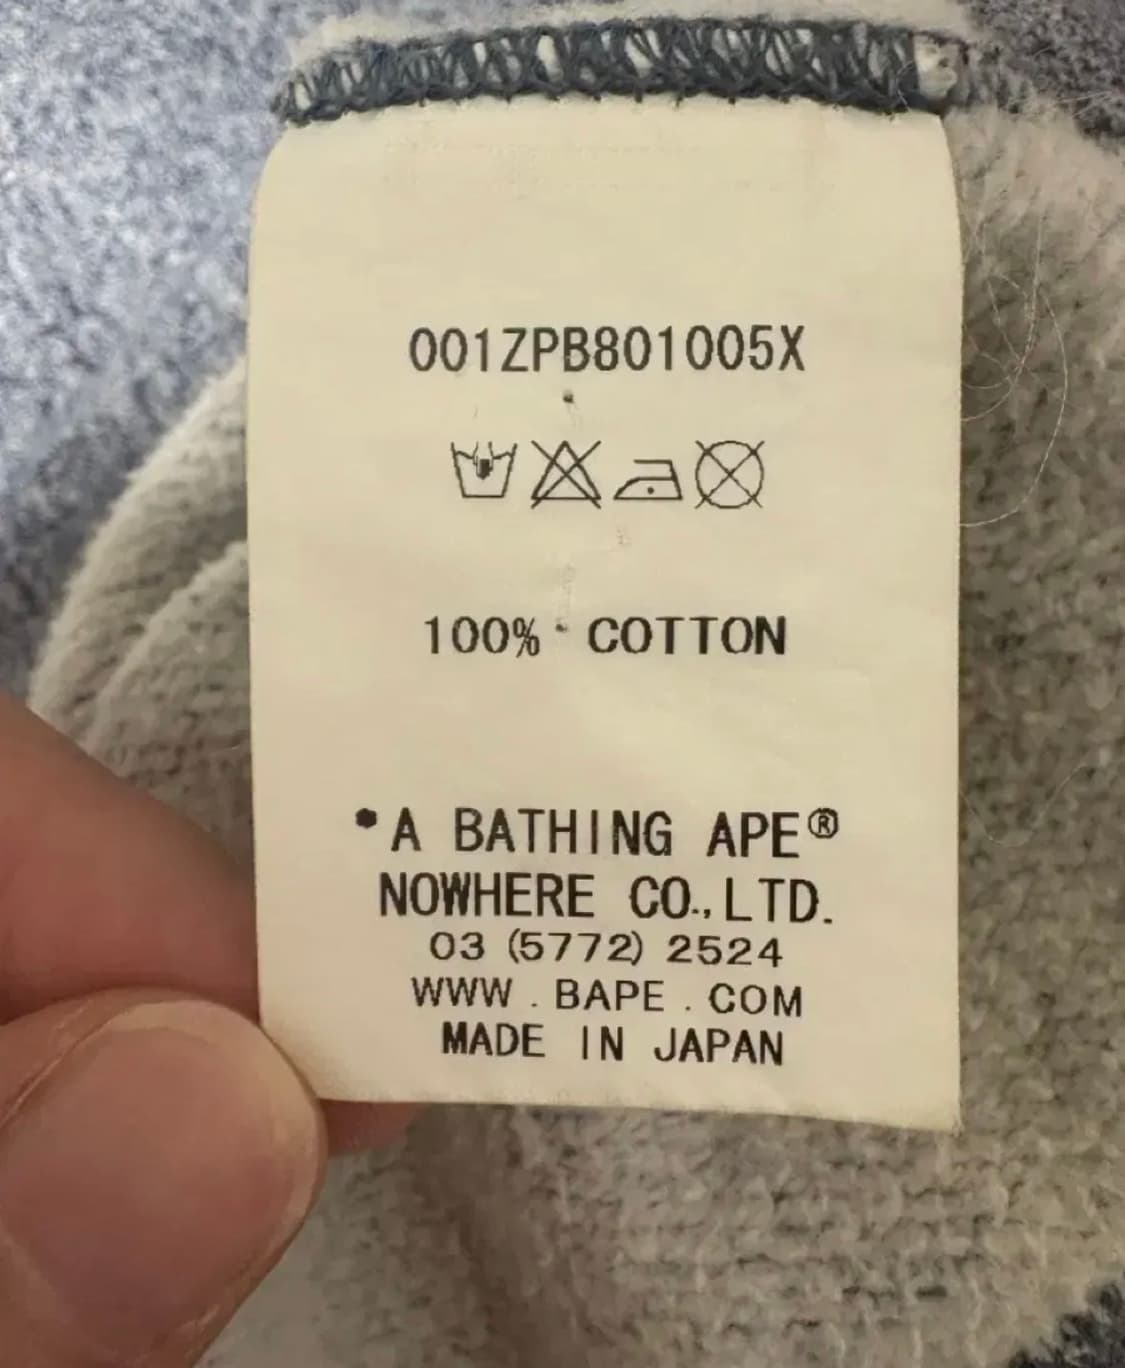 001ZPB801005X
100% COTTON
A BATHING APE®
NOWHERE CO.,LTD.
03 (5772) 2524
WWW . BAPE . COM
MADE IN JAPAN